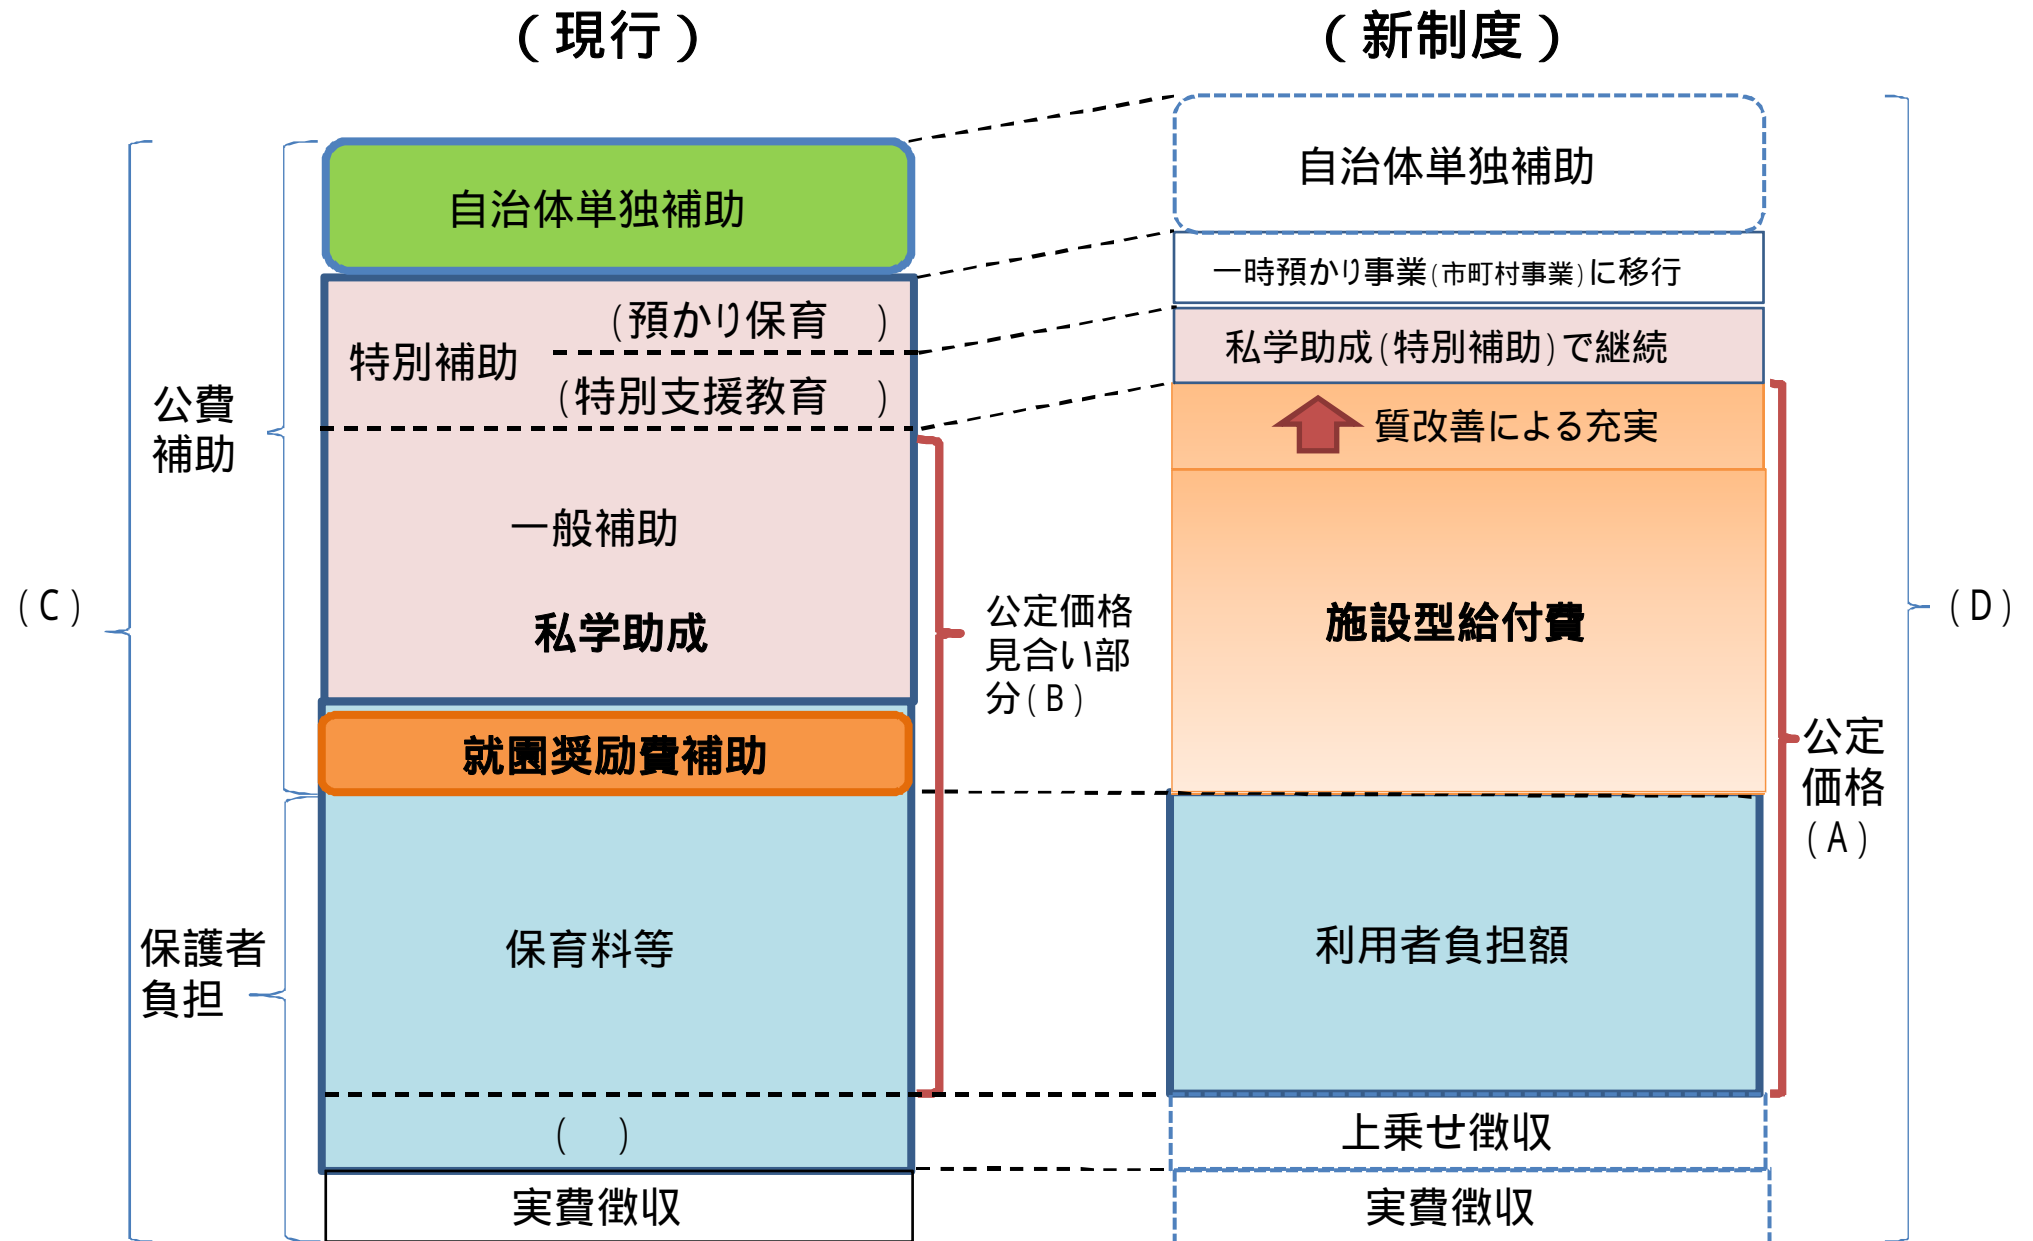 （現行）
（新制度）
自治体単独補助
自治体単独補助
一時預かり事業(市町村事業)に移行
(預かり保育　)
特別補助
(特別支援教育　)
私学助成(特別補助)で継続
質改善による充実
公費
補助
一般補助
私学助成
(C)
公定価格
見合い部
分(B)
施設型給付費
(D)
就園奨励費補助
公定
価格
(A)
保護者
負担
保育料等
利用者負担額
(　)
上乗せ徴収
実費徴収
実費徴収